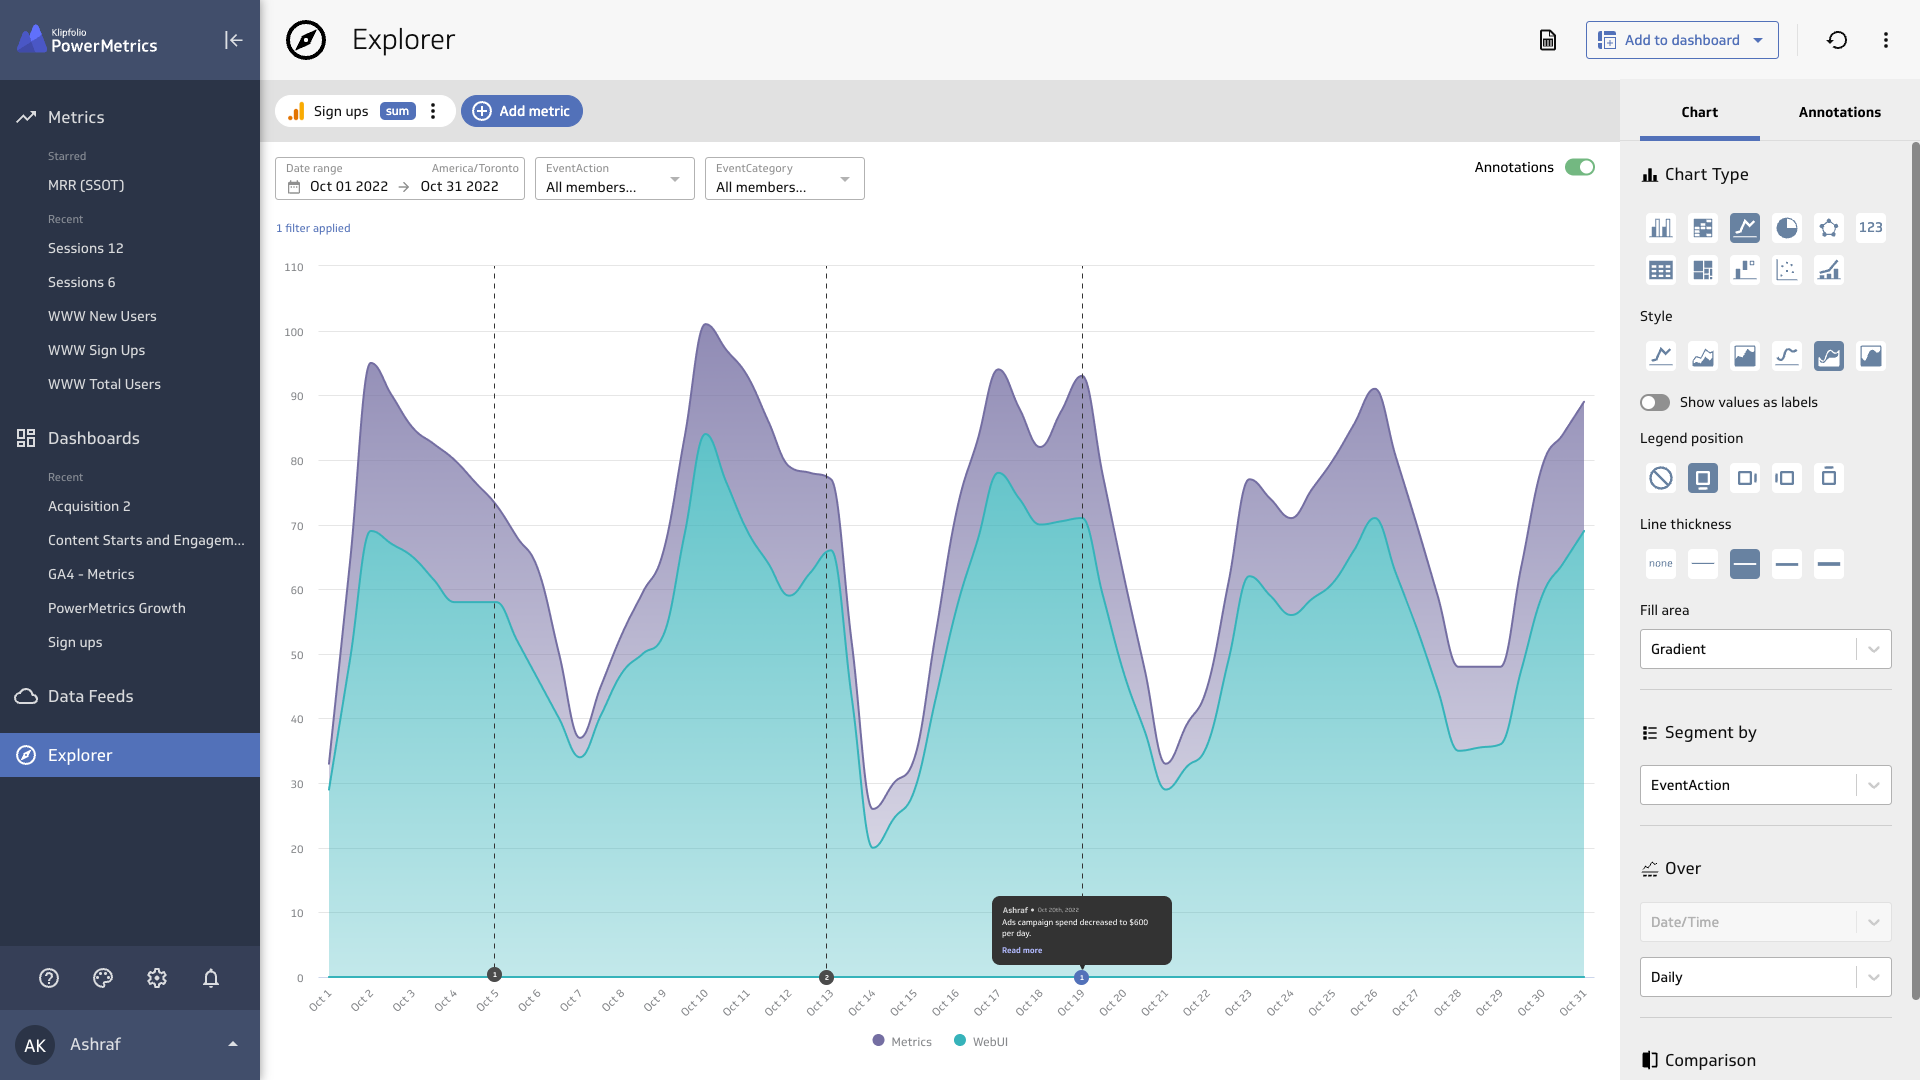 Klipfolio
PowerMetrics
Metrics
Starred
MRR (SSOT)
Recent
Sessions 12
Sessions 6
WWW New Users
WWW Sign Ups
WWW Total Users
Dashboards
Recent
Acquisition 2
Content Starts and Engagem...
GA4 - Metrics
PowerMetrics Growth
Sign ups
Data Feeds
Explorer
AK Ashraf
Explorer
Add to dashboard
Sign ups sum
Add metric
Date range America/Toronto
Oct 01 2022 → Oct 31 2022
EventAction
All members...
EventCategory
All members...
Annotations
1 filter applied
110
100
90
80
70
60
50
40
30
20
10
0
Ashraf • Oct 20th, 2022
Ads campaign spend decreased to $600
per day.
Read more
1 2 1
Oct 1 Oct 2 Oct 3 Oct 4 Oct 5 Oct 6 Oct 7 Oct 8 Oct 9 Oct 10 Oct 11 Oct 12 Oct 13 Oct 14 Oct 15 Oct 16 Oct 17 Oct 18 Oct 19 Oct 20 Oct 21 Oct 22 Oct 23 Oct 24 Oct 25 Oct 26 Oct 27 Oct 28 Oct 29 Oct 30 Oct 31
Metrics WebUI
Chart Annotations
Chart Type
123
Style
Show values as labels
Legend position
Line thickness
none
Fill area
Gradient
Segment by
EventAction
Over
Date/Time
Daily
Comparison